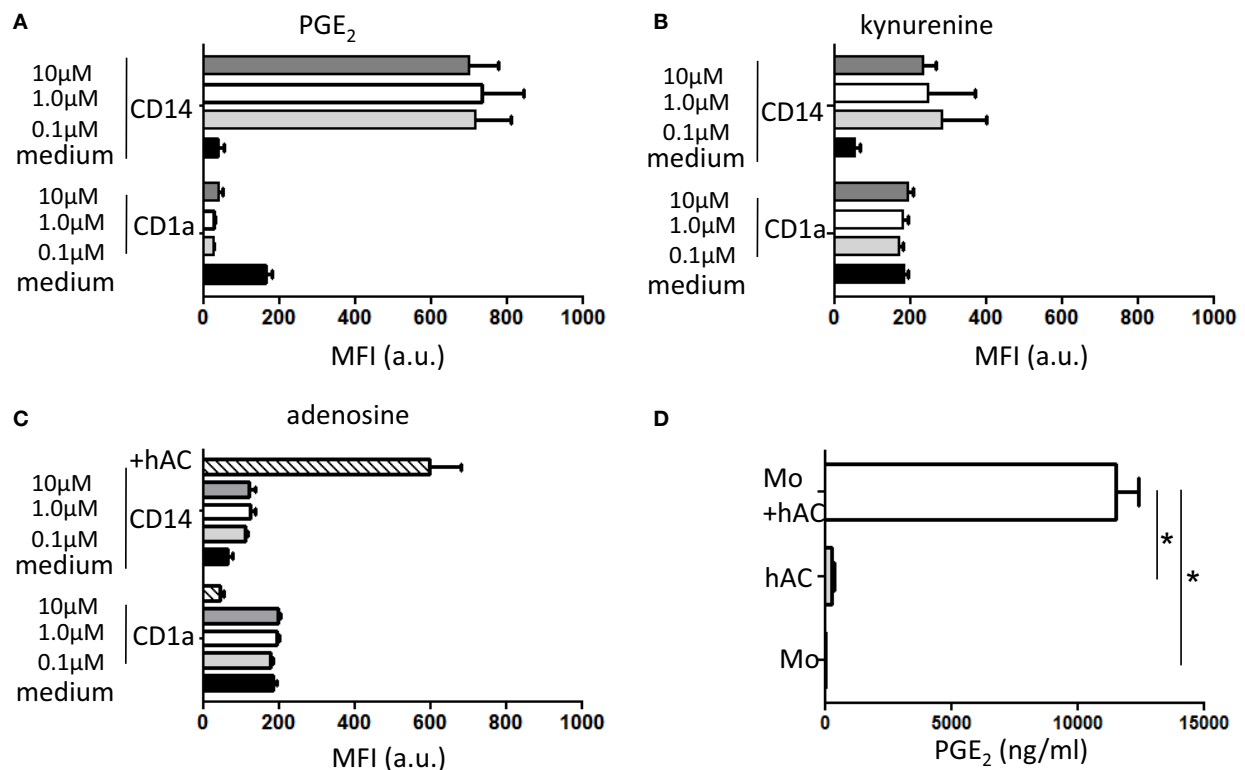 A
PGE2
10µM
1.0µM
0.1µM
medium
CD14
10µM
1.0µM
0.1µM
medium
CD1a
0 200 400 600 800 1000
MFI (a.u.)
B
kynurenine
10µM
1.0µM
0.1µM
medium
CD14
10µM
1.0µM
0.1µM
medium
CD1a
0 200 400 600 800 1000
MFI (a.u.)
C
adenosine
+hAC
10µM
1.0µM
0.1µM
medium
CD14
10µM
1.0µM
0.1µM
medium
CD1a
0 200 400 600 800 1000
MFI (a.u.)
D
Mo
+hAC
hAC
Mo
*
*
0 5000 10000 15000
PGE2 (ng/ml)